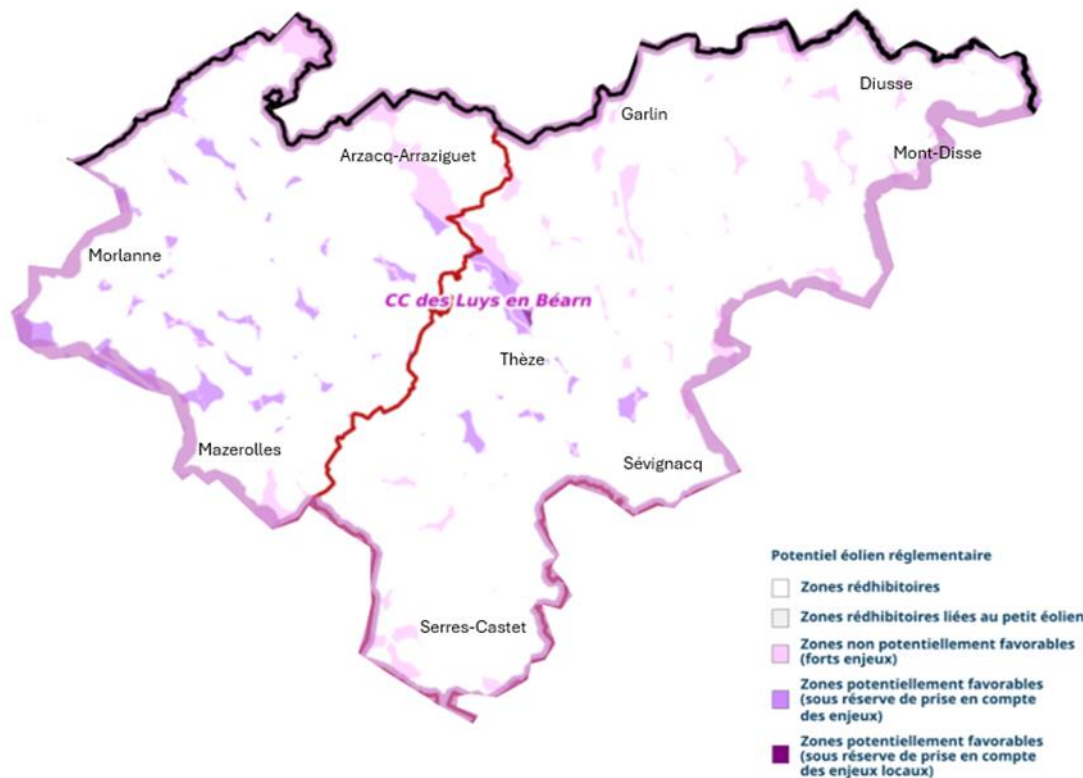 Diusse
Garlin
Arzacq-Arraziguet
Mont-Disse
Morlanne
CC des Luys en Béarn
Thèze
Mazerolles
Sévignacq
Serres-Castet
Potentiel éolien réglementaire
Zones rédhibitoires
Zones rédhibitoires liées au petit éolien
Zones non potentiellement favorables
(forts enjeux)
Zones potentiellement favorables
(sous réserve de prise en compte
des enjeux)
Zones potentiellement favorables
(sous réserve de prise en compte
des enjeux locaux)